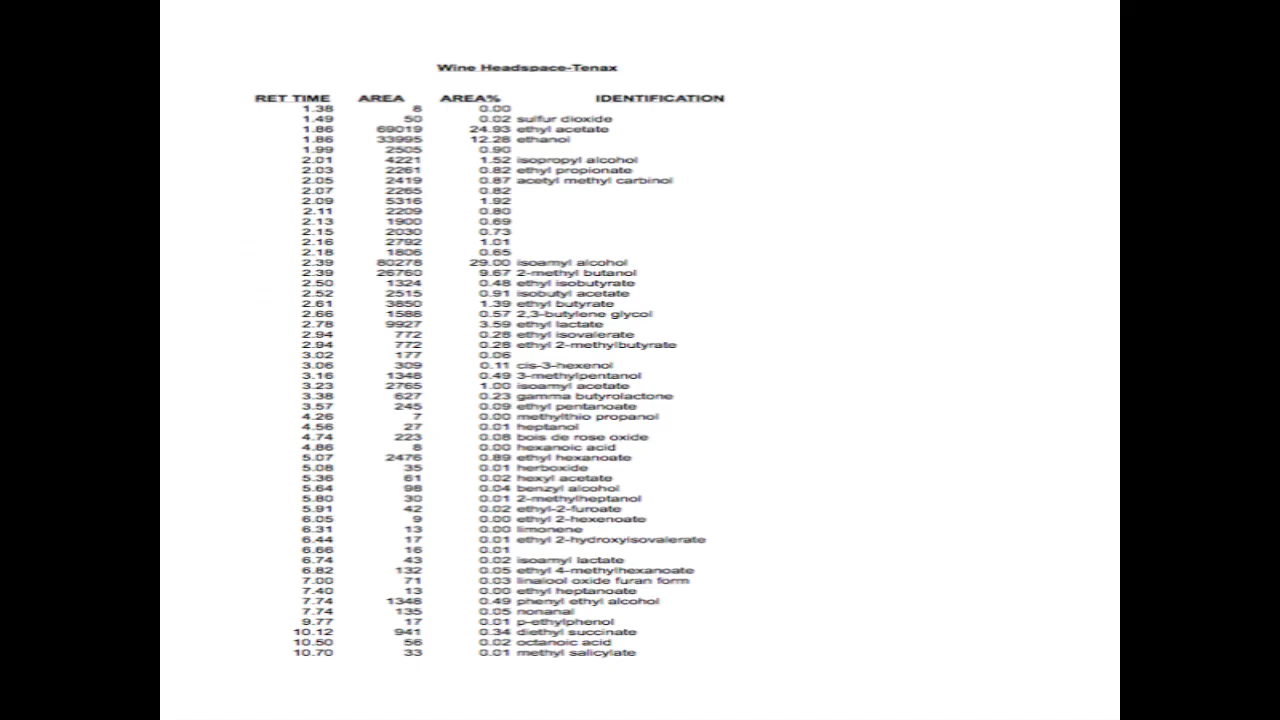 Wine Headspace-Tenax
RET TIME AREA AREA% IDENTIFICATION
1.38 8 0.00
1.49 50 0.02 sulfur dioxide
1.86 69019 24.93 ethyl acetate
1.86 33995 12.28 ethanol
1.99 2505 0.90
2.01 4221 1.52 isopropyl alcohol
2.03 2261 0.82 ethyl propionate
2.05 2419 0.87 acetyl methyl carbinol
2.07 2265 0.82
2.09 5316 1.92
2.11 2209 0.80
2.13 1900 0.69
2.15 2030 0.73
2.16 2792 1.01
2.18 1806 0.65
2.39 80278 29.00 isoamyl alcohol
2.39 26760 9.67 2-methyl butanol
2.50 1324 0.48 ethyl isobutyrate
2.52 2515 0.91 isobutyl acetate
2.61 3850 1.39 ethyl butyrate
2.66 1588 0.57 2,3-butylene glycol
2.78 9927 3.59 ethyl lactate
2.94 772 0.28 ethyl isovalerate
2.94 772 0.28 ethyl 2-methylbutyrate
3.02 177 0.06
3.06 309 0.11 cis-3-hexenol
3.16 1348 0.49 3-methylpentanol
3.23 2765 1.00 isoamyl acetate
3.38 627 0.23 gamma butyrolactone
3.57 245 0.09 ethyl pentanoate
4.26 7 0.00 methylthio propanol
4.56 27 0.01 heptanol
4.74 223 0.08 bois de rose oxide
4.86 8 0.00 hexanoic acid
5.07 2476 0.89 ethyl hexanoate
5.08 35 0.01 herboxide
5.36 61 0.02 hexyl acetate
5.64 98 0.04 benzyl alcohol
5.80 30 0.01 2-methylheptanol
5.91 42 0.02 ethyl-2-furoate
6.05 9 0.00 ethyl 2-hexenoate
6.31 13 0.00 limonene
6.44 17 0.01 ethyl 2-hydroxyisovalerate
6.66 16 0.01
6.74 43 0.02 isoamyl lactate
6.82 132 0.05 ethyl 4-methylhexanoate
7.00 71 0.03 linalool oxide furan form
7.40 13 0.00 ethyl heptanoate
7.74 1348 0.49 phenyl ethyl alcohol
7.74 135 0.05 nonanal
9.77 17 0.01 p-ethylphenol
10.12 941 0.34 diethyl succinate
10.50 56 0.02 octanoic acid
10.70 33 0.01 methyl salicylate